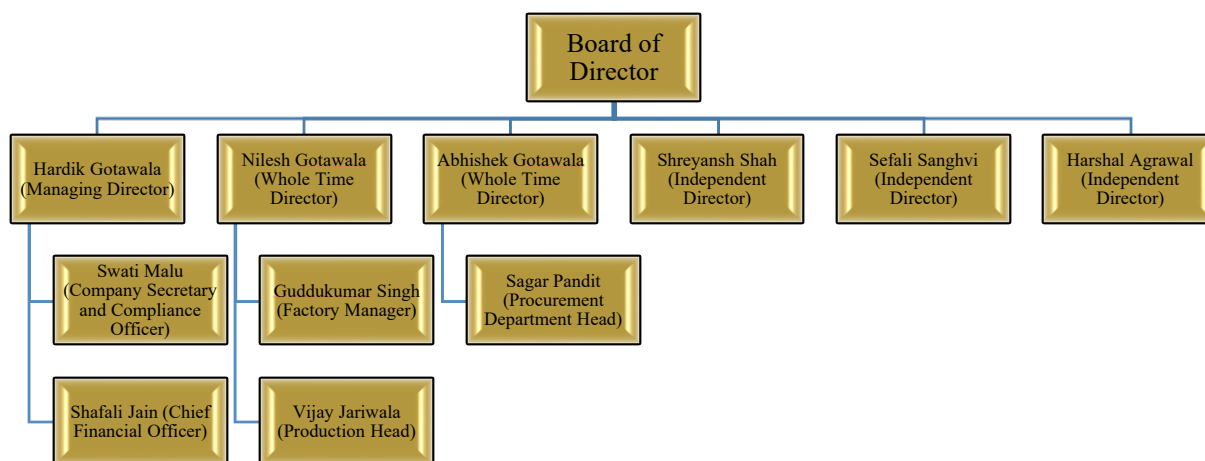 Board of
Director
Hardik Gotawala
(Managing Director)
Nilesh Gotawala
(Whole Time
Director)
Abhishek Gotawala
(Whole Time
Director)
Shreyansh Shah
(Independent
Director)
Sefali Sanghvi
(Independent
Director)
Harshal Agrawal
(Independent
Director)
Swati Malu
(Company Secretary
and Compliance
Officer)
Guddukumar Singh
(Factory Manager)
Sagar Pandit
(Procurement
Department Head)
Shafali Jain (Chief
Financial Officer)
Vijay Jariwala
(Production Head)